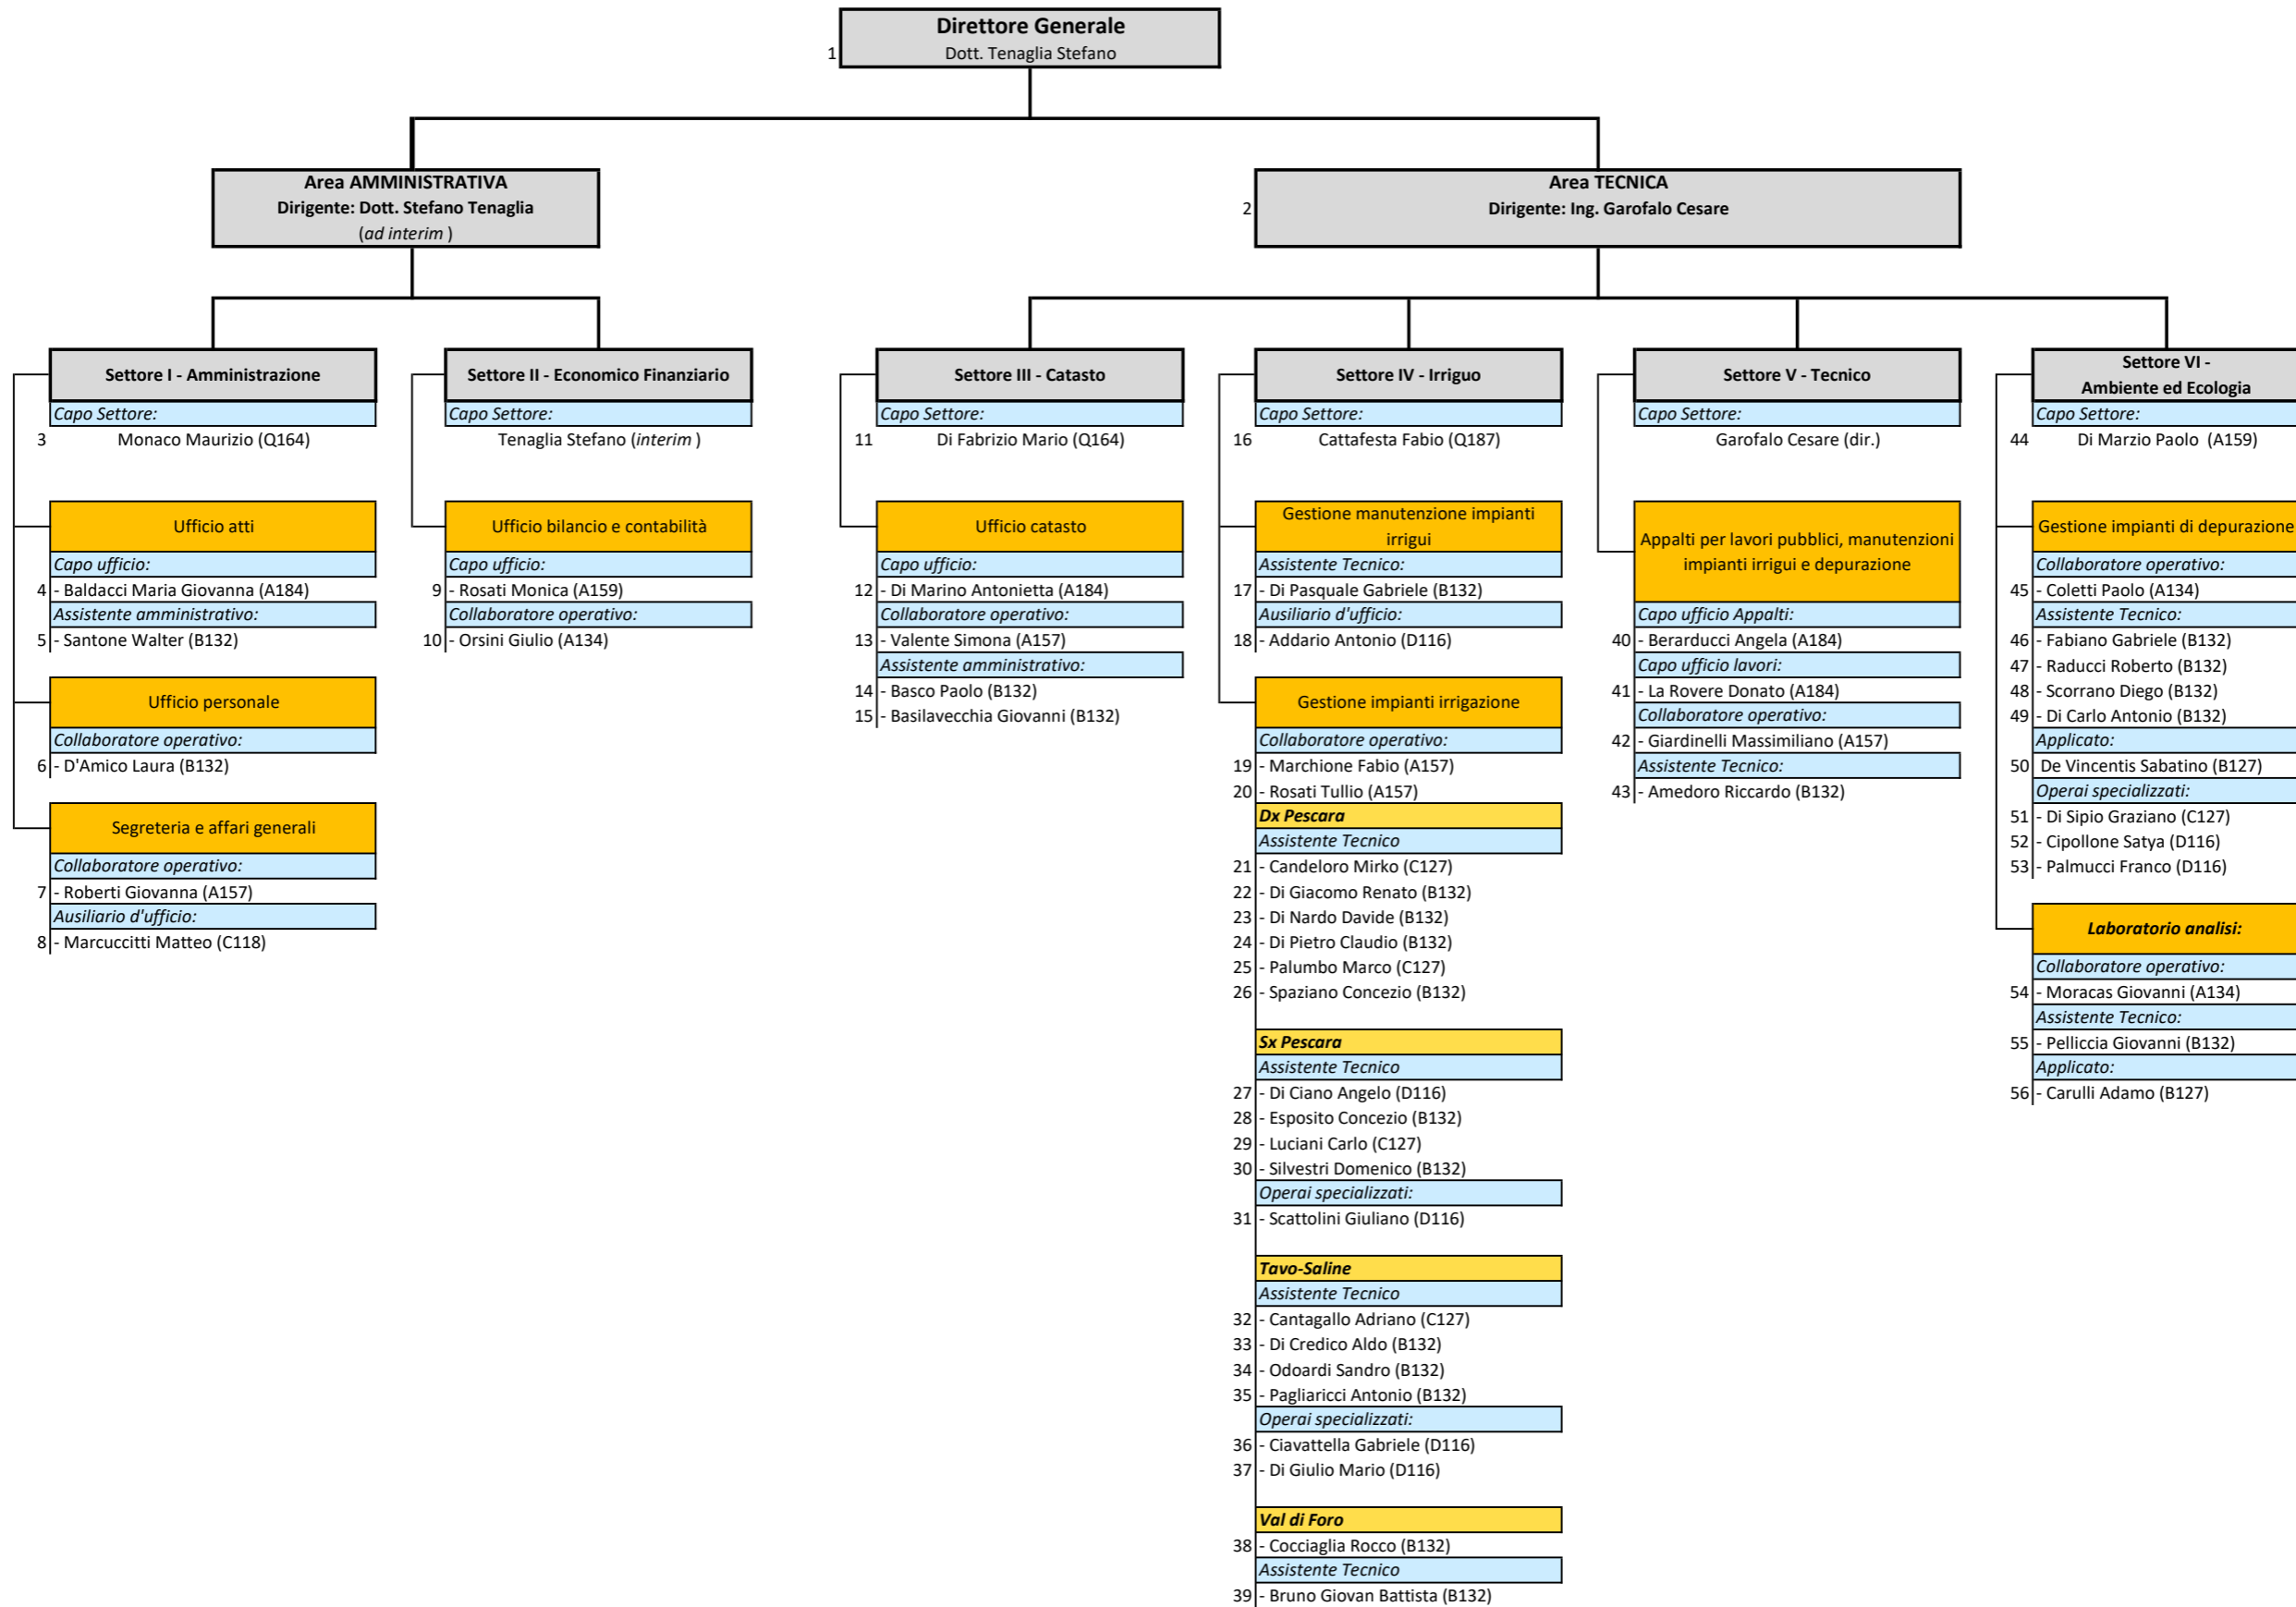 Direttore Generale
1 Dott. Tenaglia Stefano
Area AMMINISTRATIVA
Dirigente: Dott. Stefano Tenaglia
(ad interim )
Area TECNICA
2 Dirigente: Ing. Garofalo Cesare
Settore I - Amministrazione
Capo Settore:
3 Monaco Maurizio (Q164)
Ufficio atti
Capo ufficio:
4 - Baldacci Maria Giovanna (A184)
Assistente amministrativo:
5 - Santone Walter (B132)
Ufficio personale
Collaboratore operativo:
6 - D'Amico Laura (B132)
Segreteria e affari generali
Collaboratore operativo:
7 - Roberti Giovanna (A157)
Ausiliario d'ufficio:
8 - Marcuccitti Matteo (C118)
Settore II - Economico Finanziario
Capo Settore:
Tenaglia Stefano (interim )
Ufficio bilancio e contabilità
Capo ufficio:
9 - Rosati Monica (A159)
Collaboratore operativo:
10 - Orsini Giulio (A134)
Settore III - Catasto
Capo Settore:
11 Di Fabrizio Mario (Q164)
Ufficio catasto
Capo ufficio:
12 - Di Marino Antonietta (A184)
Collaboratore operativo:
13 - Valente Simona (A157)
Assistente amministrativo:
14 - Basco Paolo (B132)
15 - Basilavecchia Giovanni (B132)
Settore IV - Irriguo
Capo Settore:
16 Cattafesta Fabio (Q187)
Gestione manutenzione impianti
irrigui
Assistente Tecnico:
17 - Di Pasquale Gabriele (B132)
Ausiliario d'ufficio:
18 - Addario Antonio (D116)
Gestione impianti irrigazione
Collaboratore operativo:
19 - Marchione Fabio (A157)
20 - Rosati Tullio (A157)
Dx Pescara
Assistente Tecnico
21 - Candeloro Mirko (C127)
22 - Di Giacomo Renato (B132)
23 - Di Nardo Davide (B132)
24 - Di Pietro Claudio (B132)
25 - Palumbo Marco (C127)
26 - Spaziano Concezio (B132)
Sx Pescara
Assistente Tecnico
27 - Di Ciano Angelo (D116)
28 - Esposito Concezio (B132)
29 - Luciani Carlo (C127)
30 - Silvestri Domenico (B132)
Operai specializzati:
31 - Scattolini Giuliano (D116)
Tavo-Saline
Assistente Tecnico
32 - Cantagallo Adriano (C127)
33 - Di Credico Aldo (B132)
34 - Odoardi Sandro (B132)
35 - Pagliaricci Antonio (B132)
Operai specializzati:
36 - Ciavattella Gabriele (D116)
37 - Di Giulio Mario (D116)
Val di Foro
38 - Cocciaglia Rocco (B132)
Assistente Tecnico
39 - Bruno Giovan Battista (B132)
Settore V - Tecnico
Capo Settore:
Garofalo Cesare (dir.)
Appalti per lavori pubblici, manutenzioni
impianti irrigui e depurazione
Capo ufficio Appalti:
40 - Berarducci Angela (A184)
Capo ufficio lavori:
41 - La Rovere Donato (A184)
Collaboratore operativo:
42 - Giardinelli Massimiliano (A157)
Assistente Tecnico:
43 - Amedoro Riccardo (B132)
Settore VI -
Ambiente ed Ecologia
Capo Settore:
44 Di Marzio Paolo (A159)
Gestione impianti di depurazione
Collaboratore operativo:
45 - Coletti Paolo (A134)
Assistente Tecnico:
46 - Fabiano Gabriele (B132)
47 - Raducci Roberto (B132)
48 - Scorrano Diego (B132)
49 - Di Carlo Antonio (B132)
Applicato:
50 De Vincentis Sabatino (B127)
Operai specializzati:
51 - Di Sipio Graziano (C127)
52 - Cipollone Satya (D116)
53 - Palmucci Franco (D116)
Laboratorio analisi:
Collaboratore operativo:
54 - Moracas Giovanni (A134)
Assistente Tecnico:
55 - Pelliccia Giovanni (B132)
Applicato:
56 - Carulli Adamo (B127)